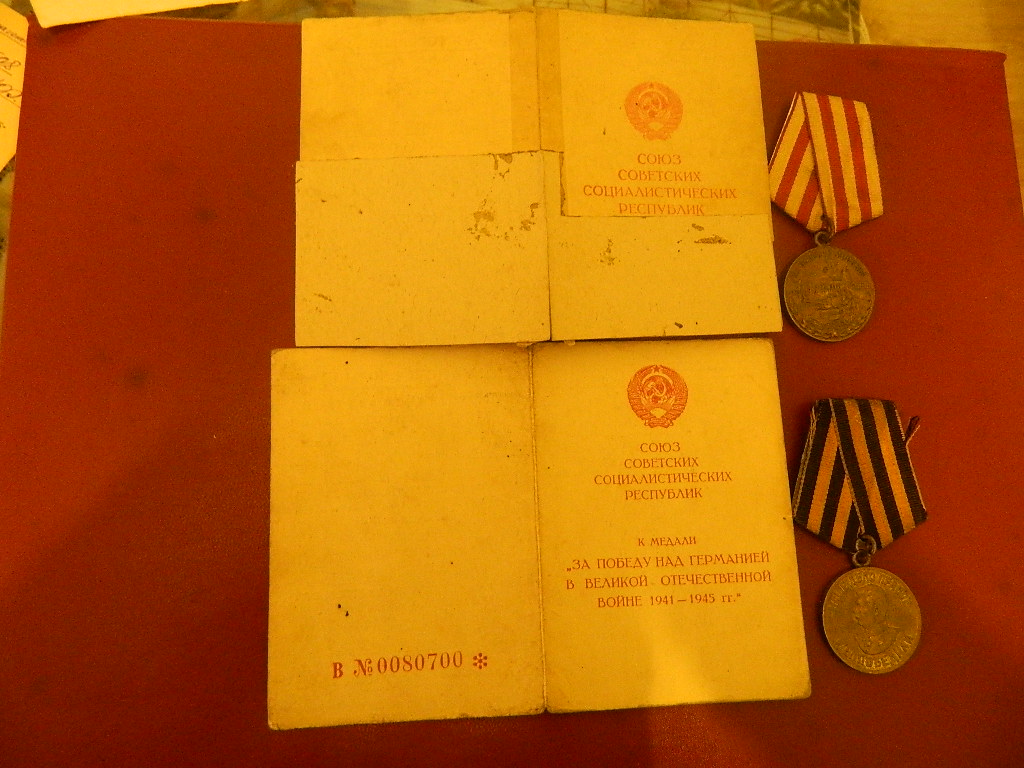 СОЮЗ
СОВЕТСКИХ
СОЦИАЛИСТИЧЕСКИХ
РЕСПУБЛИК
СОЮЗ
СОВЕТСКИХ
СОЦИАЛИСТИЧЕСКИХ
РЕСПУБЛИК
К МЕДАЛИ
„ЗА ПОБЕДУ НАД ГЕРМАНИЕЙ
В ВЕЛИКОЙ ОТЕЧЕСТВЕННОЙ
ВОЙНЕ 1941—1945 гг."
В №0080700 ✻